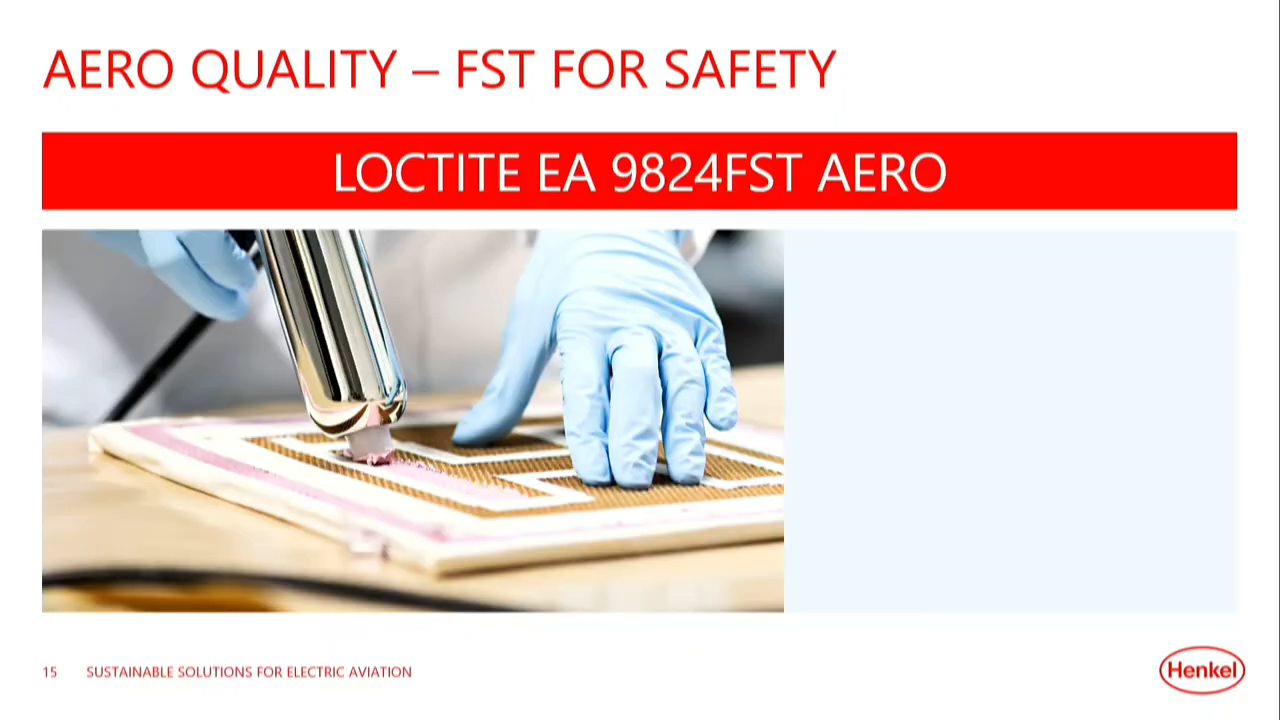 AERO QUALITY – FST FOR SAFETY
LOCTITE EA 9824FST AERO
15 SUSTAINABLE SOLUTIONS FOR ELECTRIC AVIATION
Henkel